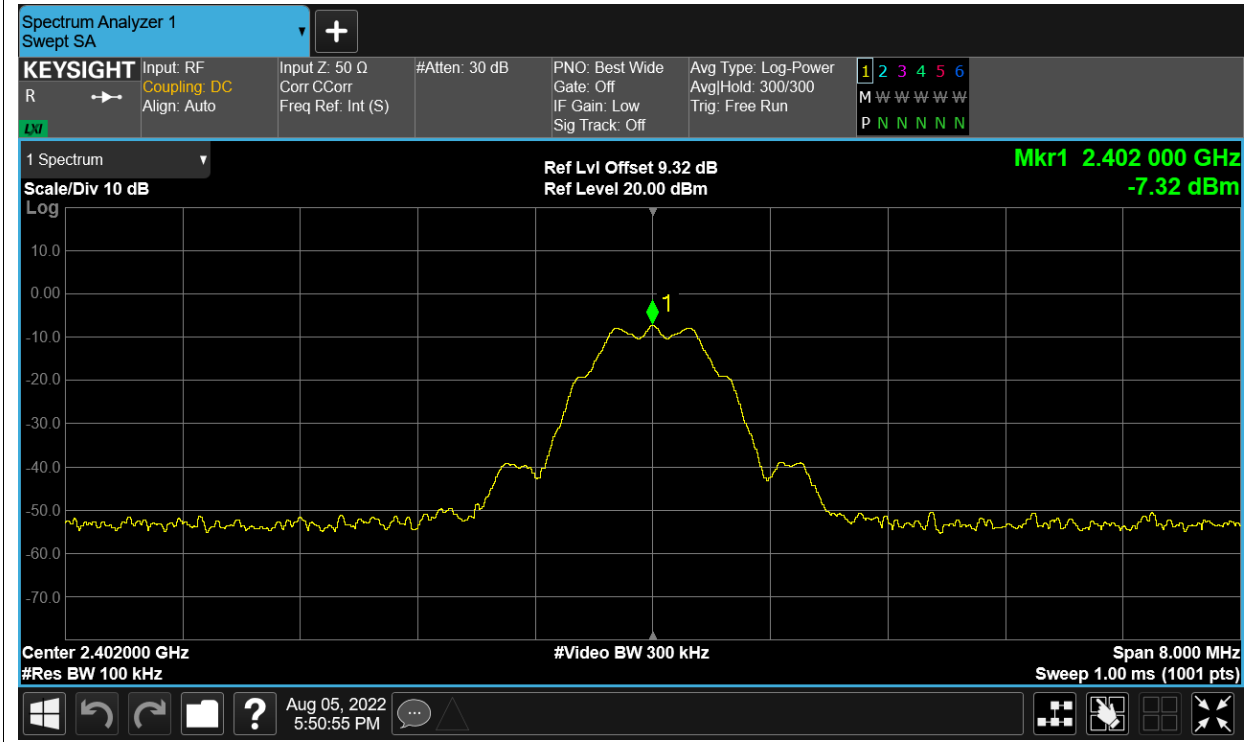 Spectrum Analyzer 1
Swept SA
KEYSIGHT
R
LXI
Input: RF
Coupling: DC
Align: Auto
Input Z: 50 Ω
Corr CCorr
Freq Ref: Int (S)
#Atten: 30 dB
PNO: Best Wide
Gate: Off
IF Gain: Low
Sig Track: Off
Avg Type: Log-Power
Avg|Hold: 300/300
Trig: Free Run
1 2 3 4 5 6
M W W W W W
P N N N N N
1 Spectrum
Scale/Div 10 dB
Log
Ref Lvl Offset 9.32 dB
Ref Level 20.00 dBm
Mkr1 2.402 000 GHz
-7.32 dBm
10.0
0.00
-10.0
-20.0
-30.0
-40.0
-50.0
-60.0
-70.0
1
Center 2.402000 GHz
#Res BW 100 kHz
#Video BW 300 kHz
Span 8.000 MHz
Sweep 1.00 ms (1001 pts)
?
Aug 05, 2022
5:50:55 PM